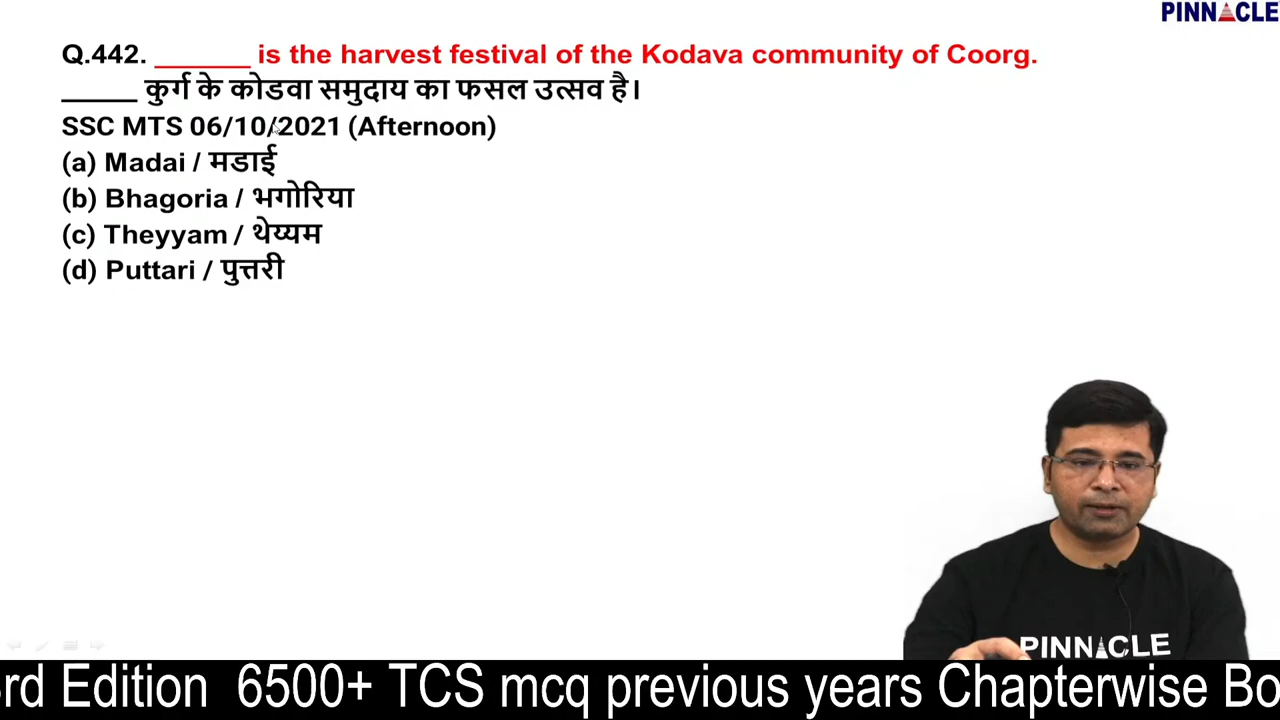 PINNACLE
Q.442. ______ is the harvest festival of the Kodava community of Coorg.
_____ कुर्ग के कोडवा समुदाय का फसल उत्सव है।
SSC MTS 06/10/2021 (Afternoon)
(a) Madai / मडाई
(b) Bhagoria / भगोरिया
(c) Theyyam / थेय्यम
(d) Puttari / पुत्तरी
PINNACLE
3rd Edition 6500+ TCS mcq previous years Chapterwise Bo